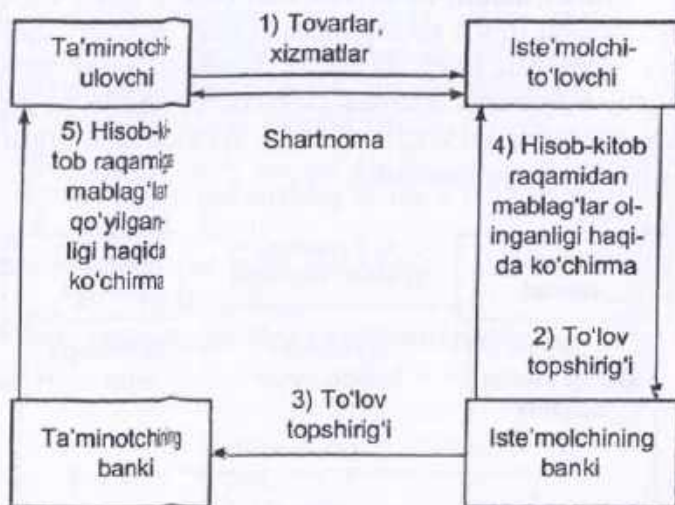 Ta'minotchi-
ulovchi
1) Tovarlar,
xizmatlar
Iste'molchi-
to'lovchi
Shartnoma
5) Hisob-ki-
tob raqamiga
mablag'lar
qo'yilgan-
ligi haqida
ko'chirma
4) Hisob-kitob
raqamidan
mablag'lar ol-
inganligi haqi-
da ko'chirma
2) To'lov
topshirig'i
3) To'lov
topshirig'i
Ta'minotchining
banki
Iste'molchining
banki